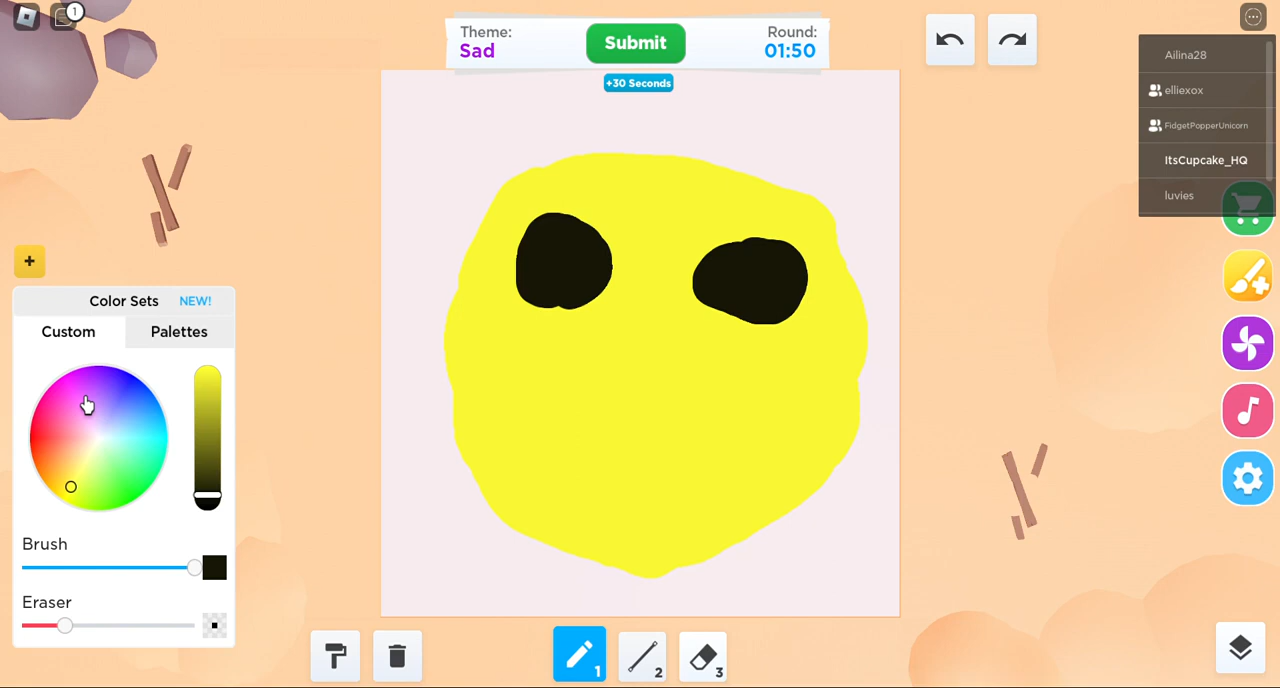 1
Theme:
Sad
Submit
Round:
01:50
+30 Seconds
Ailina28
elliexox
FidgetPopperUnicorn
ItsCupcake_HQ
luvies
+
Color Sets NEW!
Custom Palettes
Brush
Eraser
1 2 3